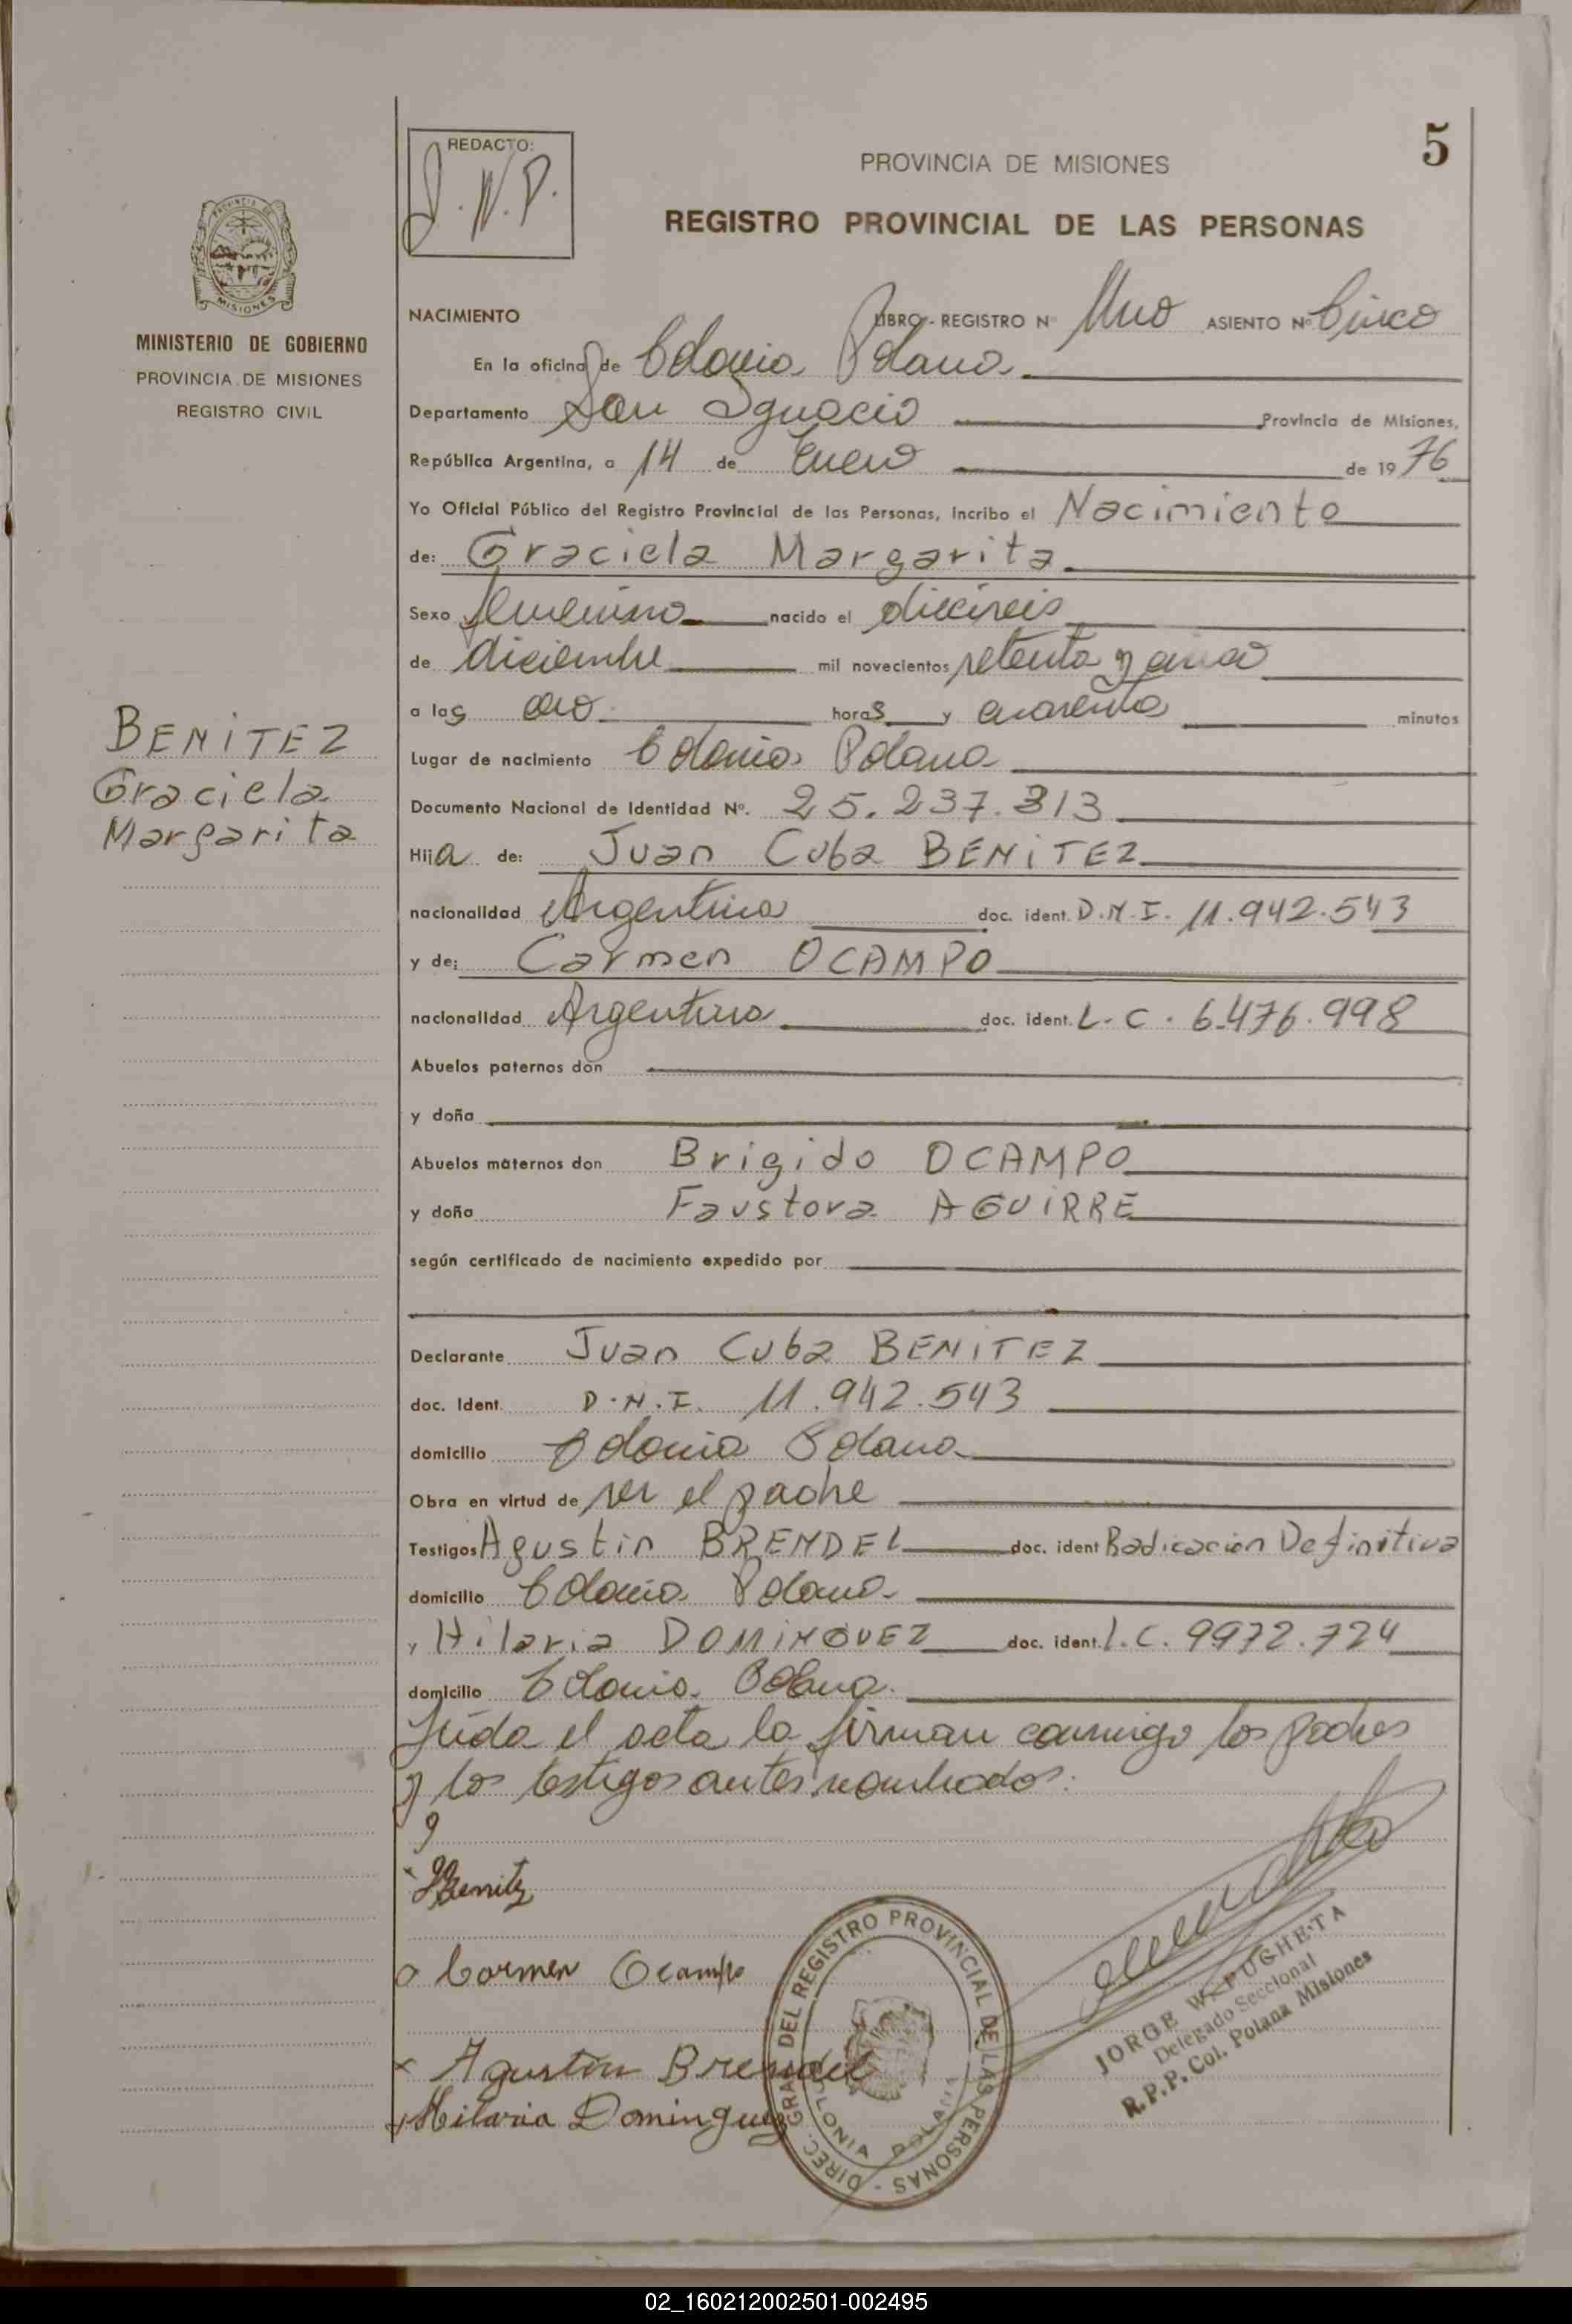 5
REDACTO:
J.N.P.
PROVINCIA DE MISIONES
REGISTRO PROVINCIAL DE LAS PERSONAS
PROVINCIA DE
MISIONES
MINISTERIO DE GOBIERNO
PROVINCIA DE MISIONES
REGISTRO CIVIL
NACIMIENTO LIBRO - REGISTRO Nº Uno ASIENTO Nº Cinco
En la oficina de Colonia Polana
Departamento San Ignacio Provincia de Misiones,
República Argentina, a 14 de Enero de 1976
Yo Oficial Público del Registro Provincial de las Personas, incribo el Nacimiento
de: Graciela Margarita
Sexo femenino nacido el dieciseis
de diciembre mil novecientos setenta y cinco
a las horas y cuarenta minutos
Lugar de nacimiento Colonia Polana
Documento Nacional de Identidad Nº. 25.237.313
BENITEZ
Graciela
Margarita
Hija de: Juan Cuba BENITEZ
nacionalidad Argentina doc. ident. D.N.I. 11.942.543
y de: Carmen OCAMPO
nacionalidad Argentina doc. ident. L.C. 6.476.998
Abuelos paternos don
y doña
Abuelos maternos don Brigido OCAMPO
y doña Faustora AGUIRRE
según certificado de nacimiento expedido por
Declarante Juan Cuba BENITEZ
doc. Ident. D.N.I. 11.942.543
domicilio Colonia Polana
Obra en virtud de ser el padre
Testigos Agustin BRENDEL doc. ident Radicación Definitiva
domicilio Colonia Polana
y Hilaria DOMINGUEZ doc. ident. L.C. 9972.724
domicilio Colonia Polana.
Leída el acta la firman conmigo los padres
y los testigos antes nombrados.
JBenitz
Carmen Ocampo
Agustin Brendel
Hilaria Dominguez
DIREC. GRAL. DEL REGISTRO PROVINCIAL DE LAS PERSONAS -
COLONIA POLANA
JORGE W. PUCHETA
Delegado Seccional
R.P.P. Col. Polana Misiones
02_160212002501-002495